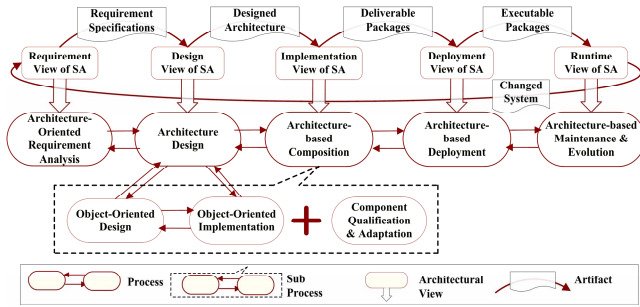 Requirement
Specifications
Designed
Architecture
Deliverable
Packages
Executable
Packages
Requirement
View of SA
Design
View of SA
Implementation
View of SA
Deployment
View of SA
Runtime
View of SA
Changed
System
Architecture-
Oriented
Requirement
Analysis
Architecture
Design
Architecture-
based
Composition
Architecture-
based
Deployment
Architecture-based
Maintenance &
Evolution
Object-Oriented
Design
Object-Oriented
Implementation
Component
Qualification
& Adaptation
Process
Sub
Process
Architectural
View
Artifact